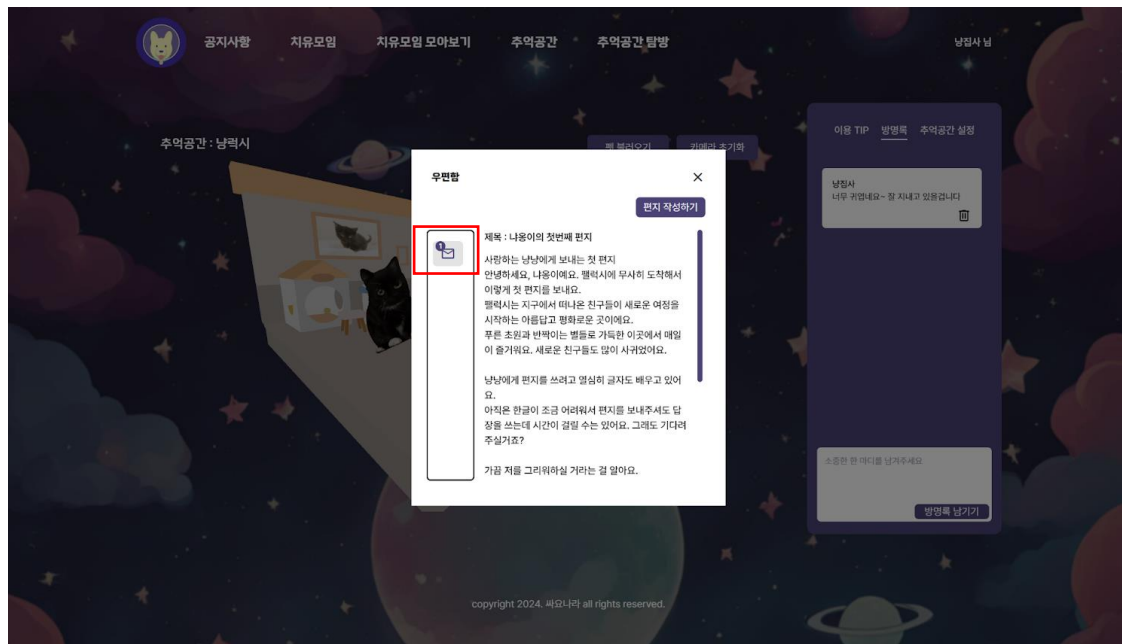 공지사항 치유모임 치유모임 모아보기 추억공간 추억공간 탐방 냥집사 님
추억공간 : 냥럭시
펫 불러오기 카메라 초기화
이용 TIP 방명록 추억공간 설정
냥집사
너무 귀엽네요~ 잘 지내고 있을겁니다
우편함
편지 작성하기
1
제목 : 냐옹이의 첫번째 편지
사랑하는 냥냥에게 보내는 첫 편지
안녕하세요, 냐옹이예요. 팰럭시에 무사히 도착해서
이렇게 첫 편지를 보내요.
팰럭시는 지구에서 떠나온 친구들이 새로운 여정을
시작하는 아름답고 평화로운 곳이에요.
푸른 초원과 반짝이는 별들로 가득한 이곳에서 매일
이 즐거워요. 새로운 친구들도 많이 사귀었어요.
냥냥에게 편지를 쓰려고 열심히 글자도 배우고 있어
요.
아직은 한글이 조금 어려워서 편지를 보내주셔도 답
장을 쓰는데 시간이 걸릴 수는 있어요. 그래도 기다려
주실거죠?
가끔 저를 그리워하실 거라는 걸 알아요.
소중한 한 마디를 남겨주세요
방명록 남기기
copyright 2024. 싸요나라 all rights reserved.